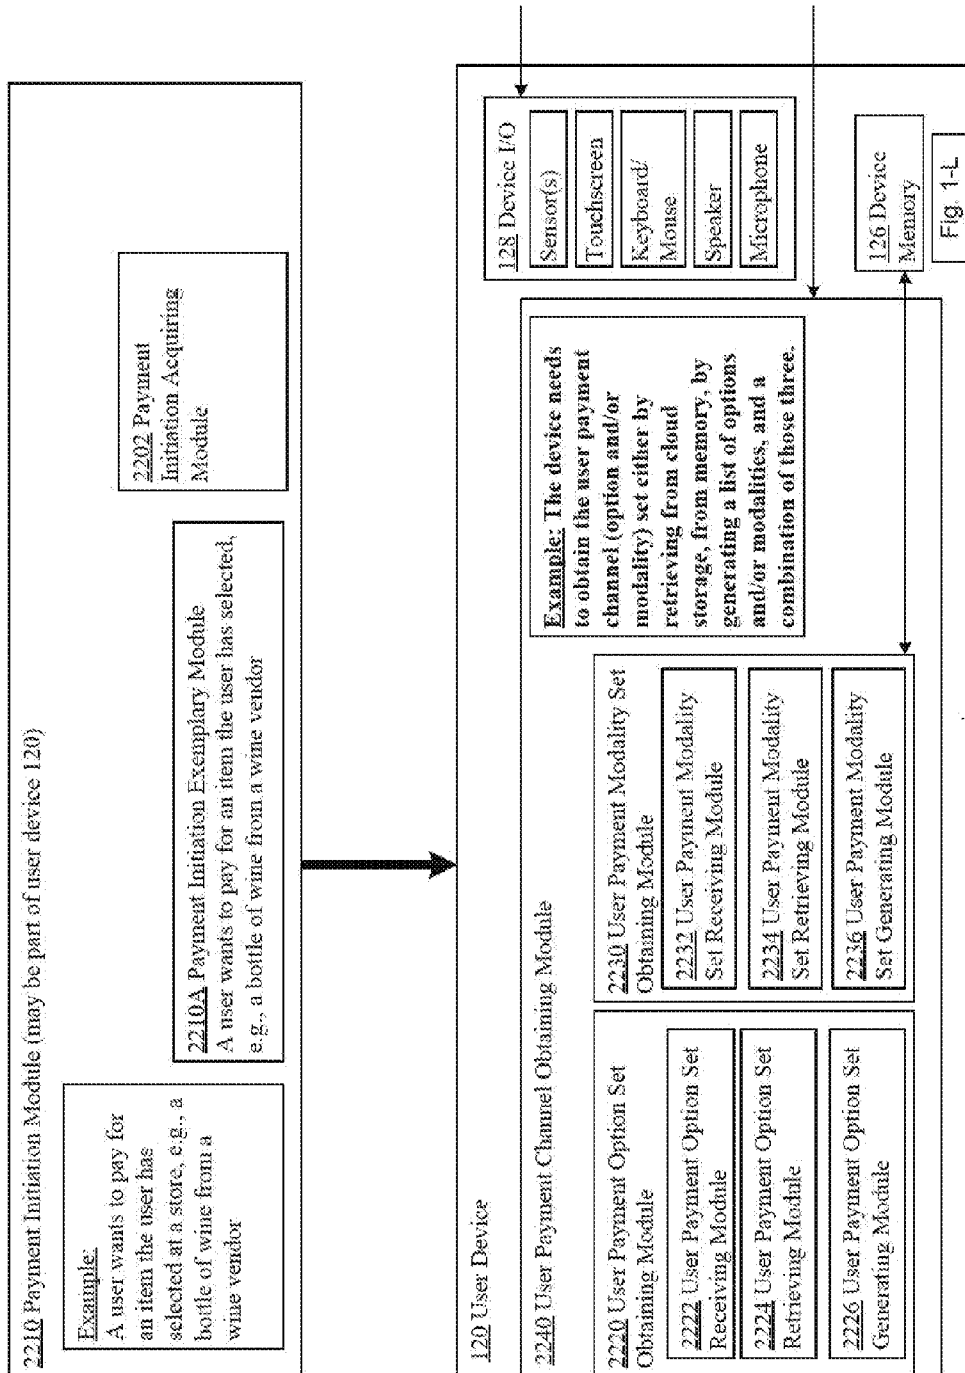 2210 Payment Initiation Module (may be part of user device 120)
Example:
A user wants to pay for
an item the user has
selected at a store, e.g., a
bottle of wine from a
wine vendor
2210A Payment Initiation Exemplary Module
A user wants to pay for an item the user has selected,
e.g., a bottle of wine from a wine vendor
2202 Payment
Initiation Acquiring
Module
120 User Device
2240 User Payment Channel Obtaining Module
2220 User Payment Option Set
Obtaining Module
2222 User Payment Option Set
Receiving Module
2224 User Payment Option Set
Retrieving Module
2226 User Payment Option Set
Generating Module
2230 User Payment Modality Set
Obtaining Module
2232 User Payment Modality
Set Receiving Module
2234 User Payment Modality
Set Retrieving Module
2236 User Payment Modality
Set Generating Module
Example: The device needs
to obtain the user payment
channel (option and/or
modality) set either by
retrieving from cloud
storage, from memory, by
generating a list of options
and/or modalities, and a
combination of those three.
128 Device I/O
Sensor(s)
Touchscreen
Keyboard/
Mouse
Speaker
Microphone
126 Device
Memory
Fig. 1-L